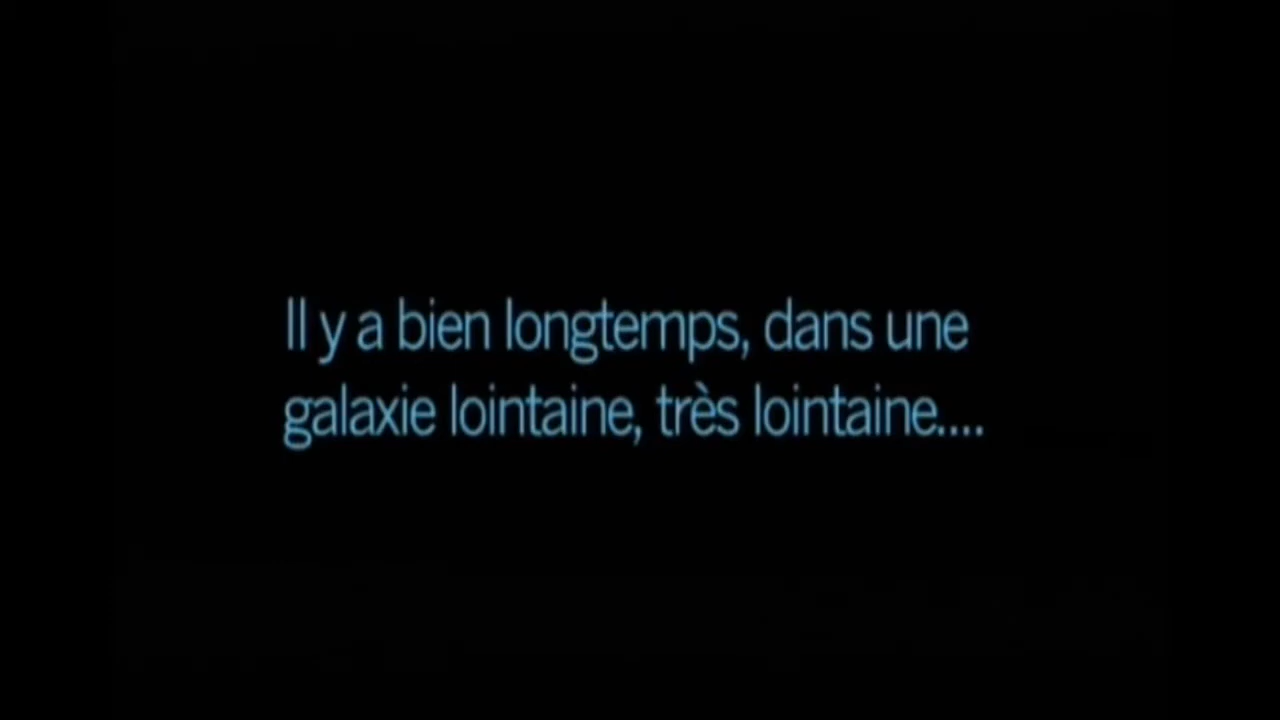 Il y a bien longtemps, dans une
galaxie lointaine, très lointaine....